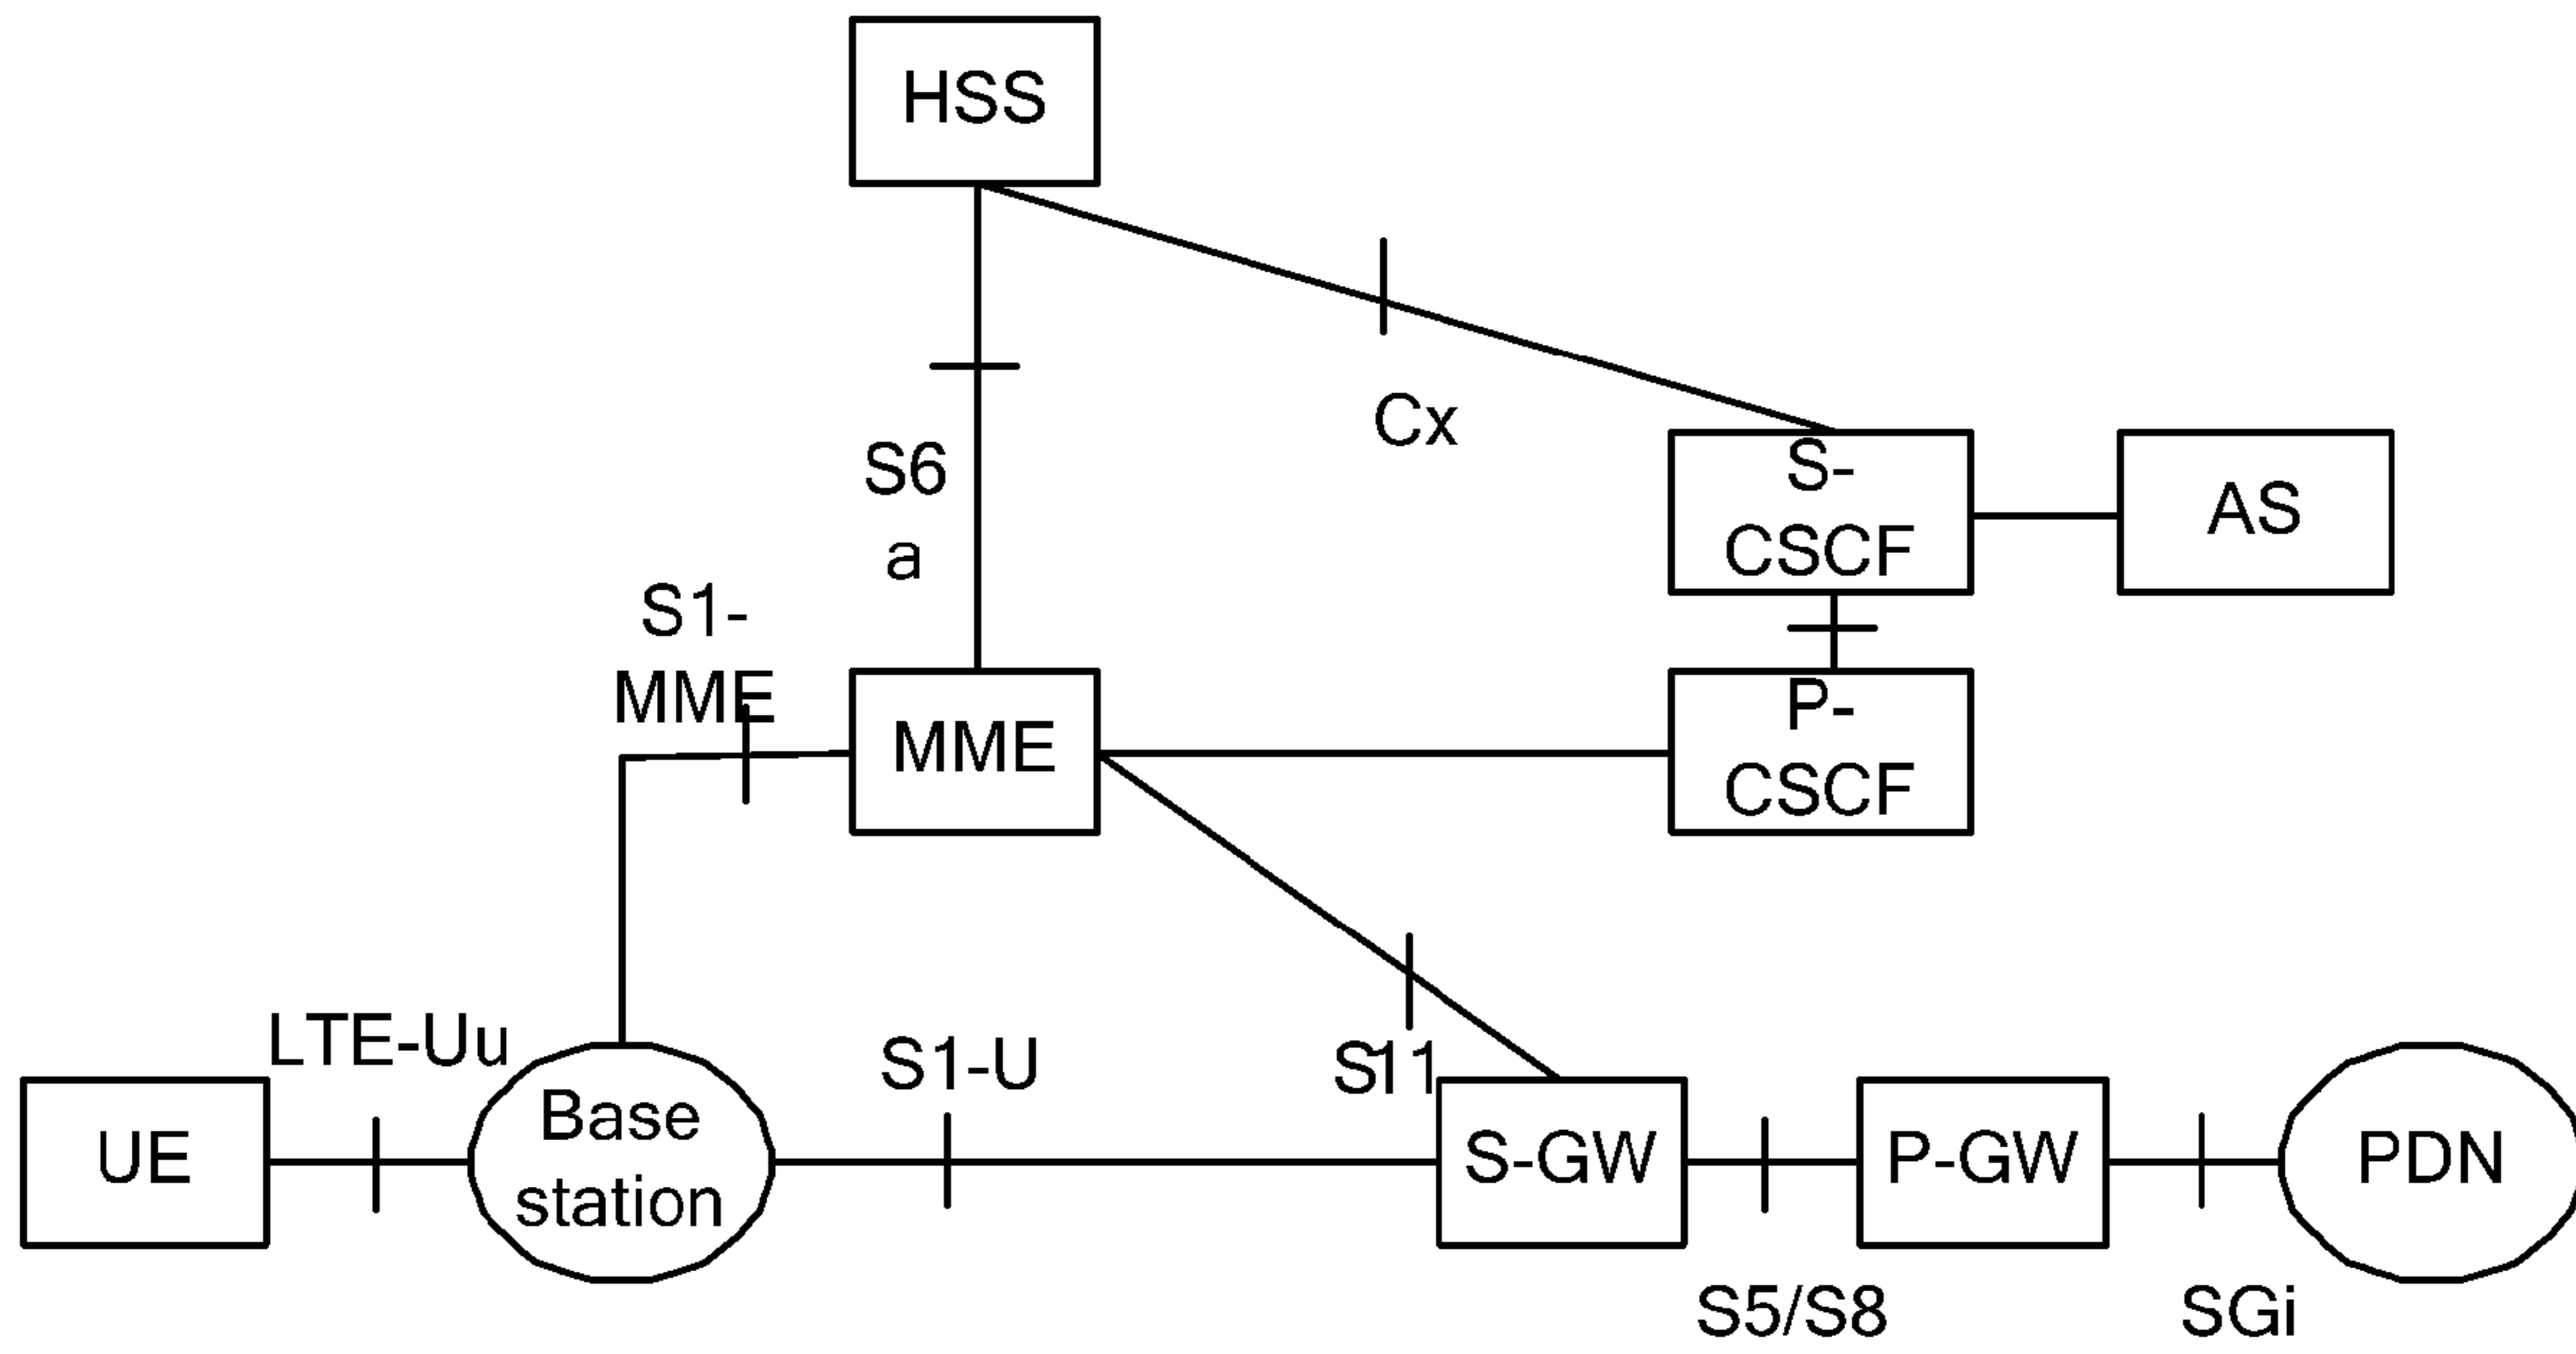 HSS
Cx
S6
a
S-
CSCF
AS
S1-
MME
MME
P-
CSCF
LTE-Uu
S1-U
S11
UE
Base
station
S-GW
P-GW
PDN
S5/S8
SGi